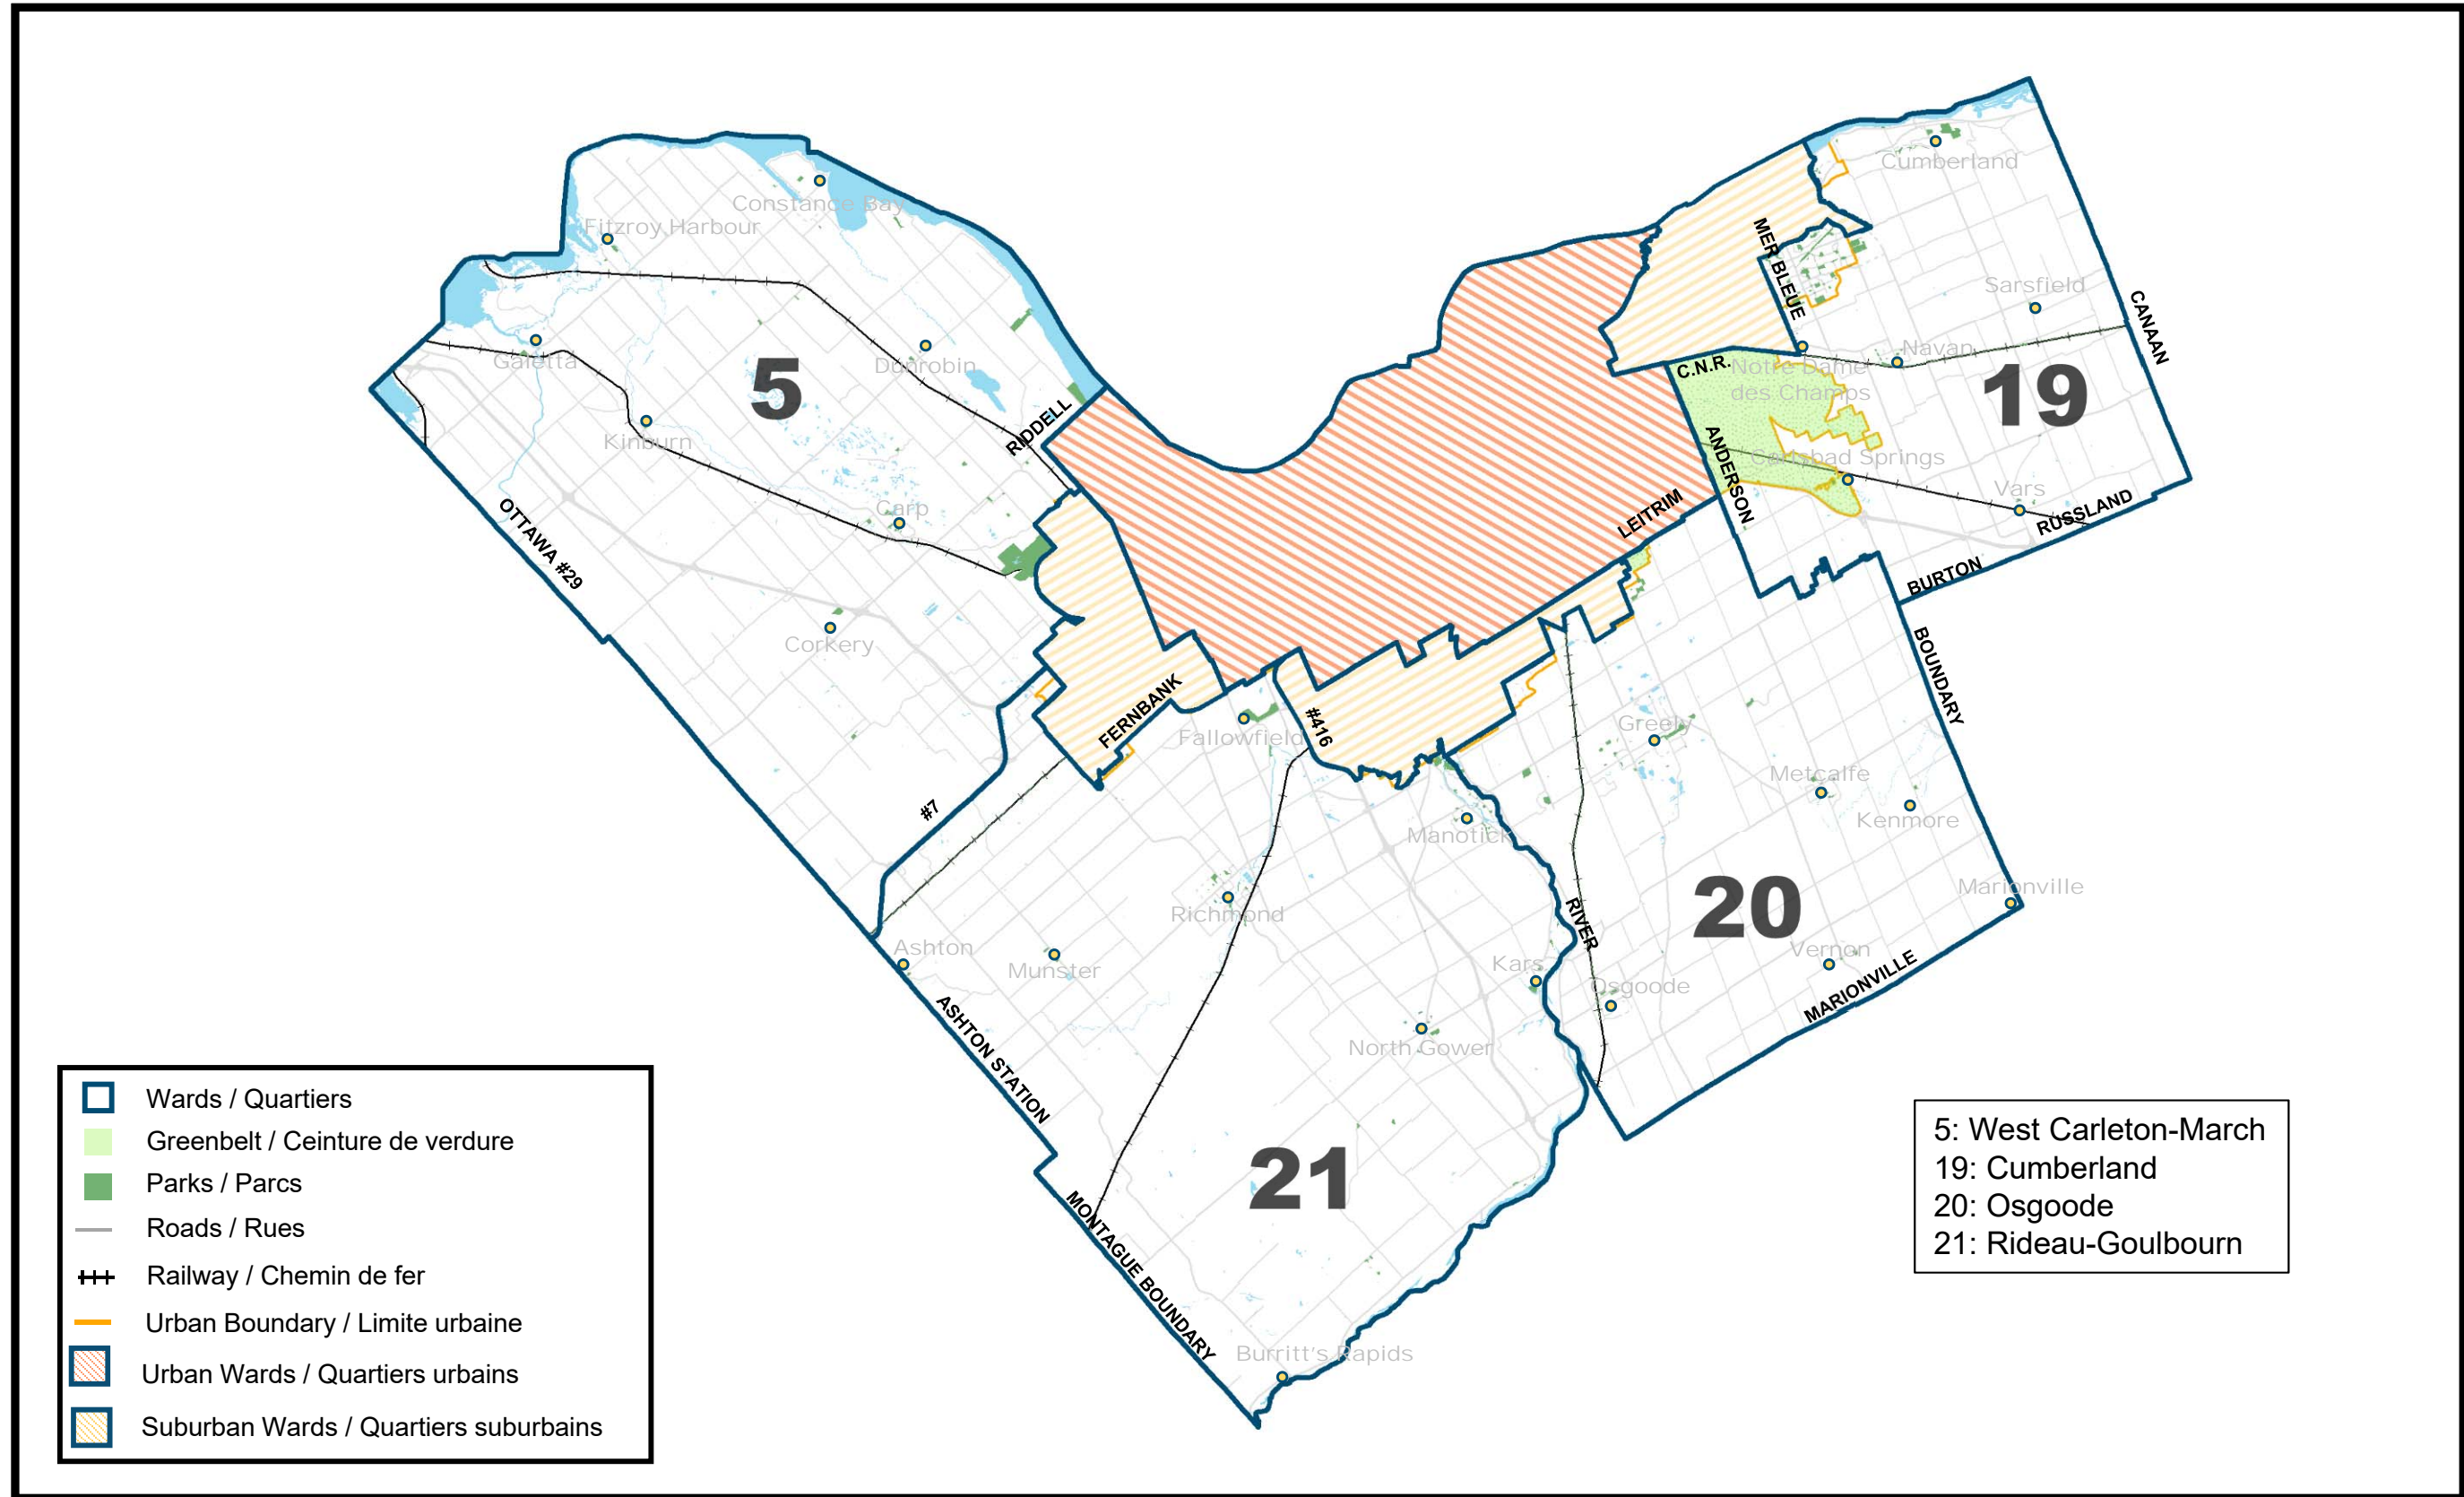 Cumberland
Constance Bay
Fitzroy Harbour
MER BLEUE
Sarsfield
CANAAN
Galetta
Dunrobin
5
C.N.R.
Notre Dame
des Champs
Navan
19
RIDDELL
Kinburn
ANDERSON
Carlsbad Springs
Vars
RUSSLAND
OTTAWA #29
Carp
LEITRIM
BURTON
Corkery
BOUNDARY
FERNBANK
#416
Fallowfield
Greely
Metcalfe
#7
Manotick
Kenmore
Richmond
20
Marionville
RIVER
Ashton
Munster
Kars
Vernon
Osgoode
MARIONVILLE
ASHTON STATION
North Gower
21
MONTAGUE BOUNDARY
Burritt's Rapids
Wards / Quartiers
Greenbelt / Ceinture de verdure
Parks / Parcs
Roads / Rues
Railway / Chemin de fer
Urban Boundary / Limite urbaine
Urban Wards / Quartiers urbains
Suburban Wards / Quartiers suburbains
5: West Carleton-March
19: Cumberland
20: Osgoode
21: Rideau-Goulbourn